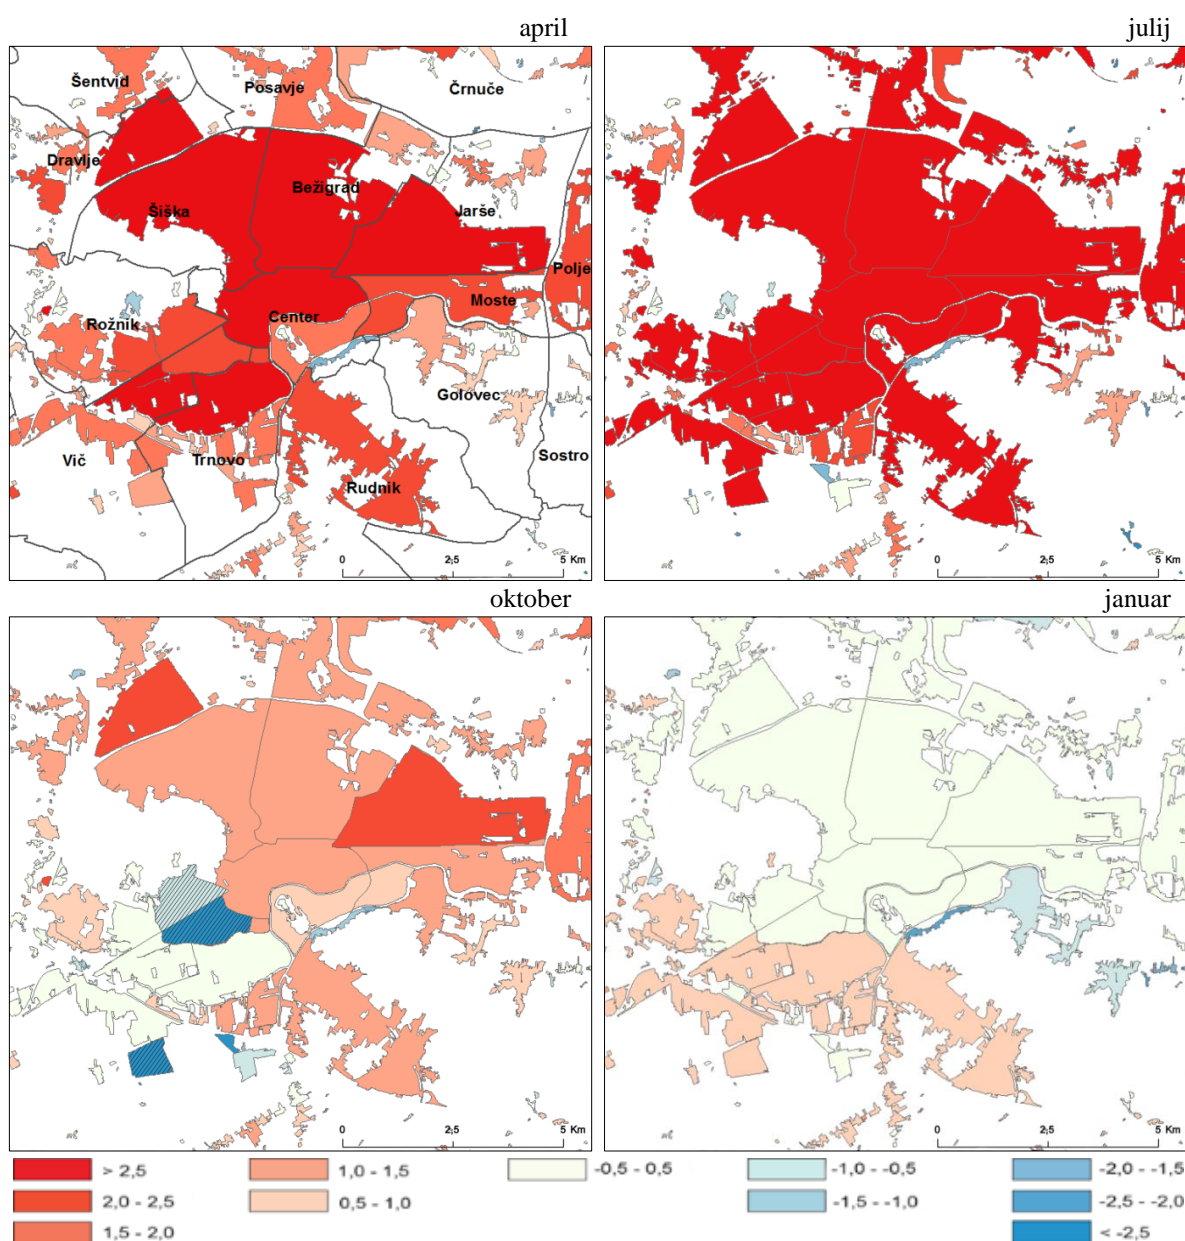 april
julij
Šentvid
Posavje
Črnuče
Dravlje
Bežigrad
Šiška
Jarše
Polje
Moste
Rožnik
Center
Golovec
Vič
Trnovo
Sostro
Rudnik
0 2,5 5 Km
0 2,5 5 Km
oktober
januar
0 2,5 5 Km
0 2,5 5 Km
> 2,5 1,0 - 1,5 -0,5 - 0,5 -1,0 - -0,5 -2,0 - -1,5
2,0 - 2,5 0,5 - 1,0 -1,5 - -1,0 -2,5 - -2,0
1,5 - 2,0 < -2,5